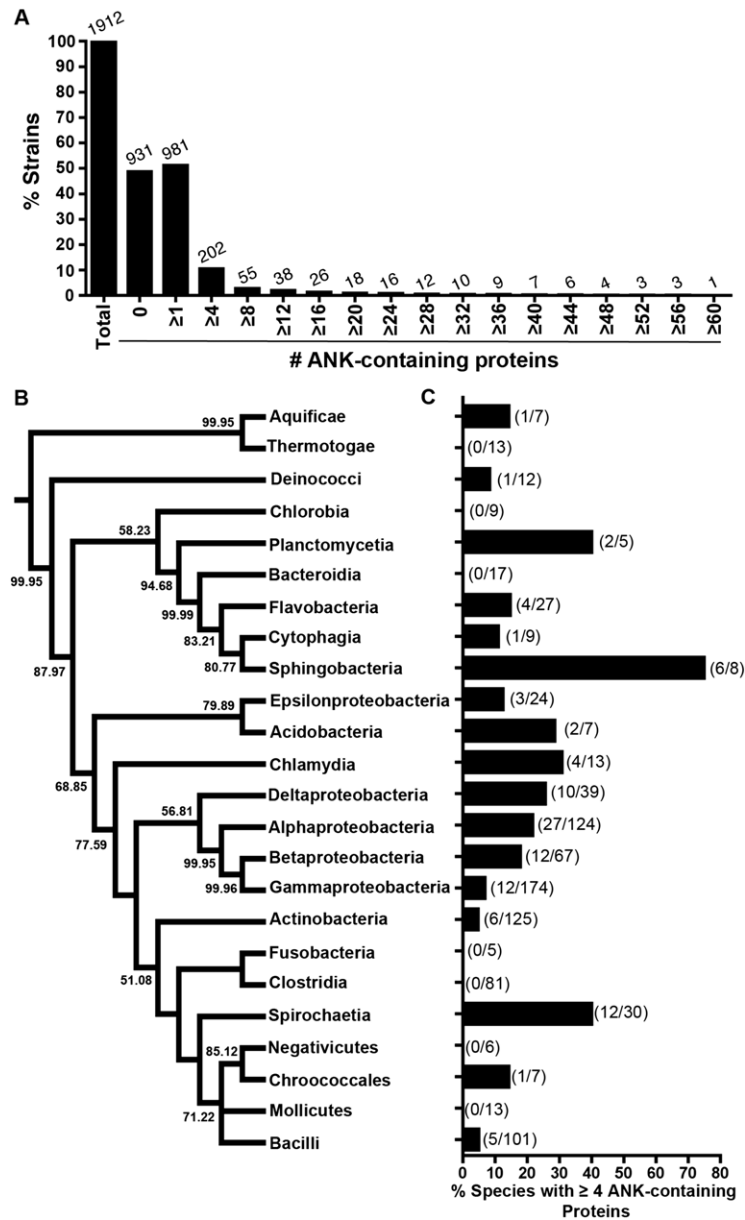 A
% Strains
100
90
80
70
60
50
40
30
20
10
0
1912
931
981
202
55
38
26
18
16
12
10
9
7
6
4
3
3
1
Total
0
≥1
≥4
≥8
≥12
≥16
≥20
≥24
≥28
≥32
≥36
≥40
≥44
≥48
≥52
≥56
≥60
# ANK-containing proteins
B
C
99.95
Aquificae
(1/7)
Thermotogae
(0/13)
Deinococci
(1/12)
Chlorobia
(0/9)
58.23
Planctomycetia
(2/5)
99.95
94.68
Bacteroidia
(0/17)
99.99
Flavobacteria
(4/27)
83.21
Cytophagia
(1/9)
87.97
80.77
Sphingobacteria
(6/8)
79.89
Epsilonproteobacteria
(3/24)
Acidobacteria
(2/7)
68.85
Chlamydia
(4/13)
56.81
Deltaproteobacteria
(10/39)
77.59
Alphaproteobacteria
(27/124)
99.95
Betaproteobacteria
(12/67)
99.96
Gammaproteobacteria
(12/174)
Actinobacteria
(6/125)
51.08
Fusobacteria
(0/5)
Clostridia
(0/81)
Spirochaetia
(12/30)
85.12
Negativicutes
(0/6)
Chroococcales
(1/7)
71.22
Mollicutes
(0/13)
Bacilli
(5/101)
0 10 20 30 40 50 60 70 80
% Species with ≥ 4 ANK-containing
Proteins